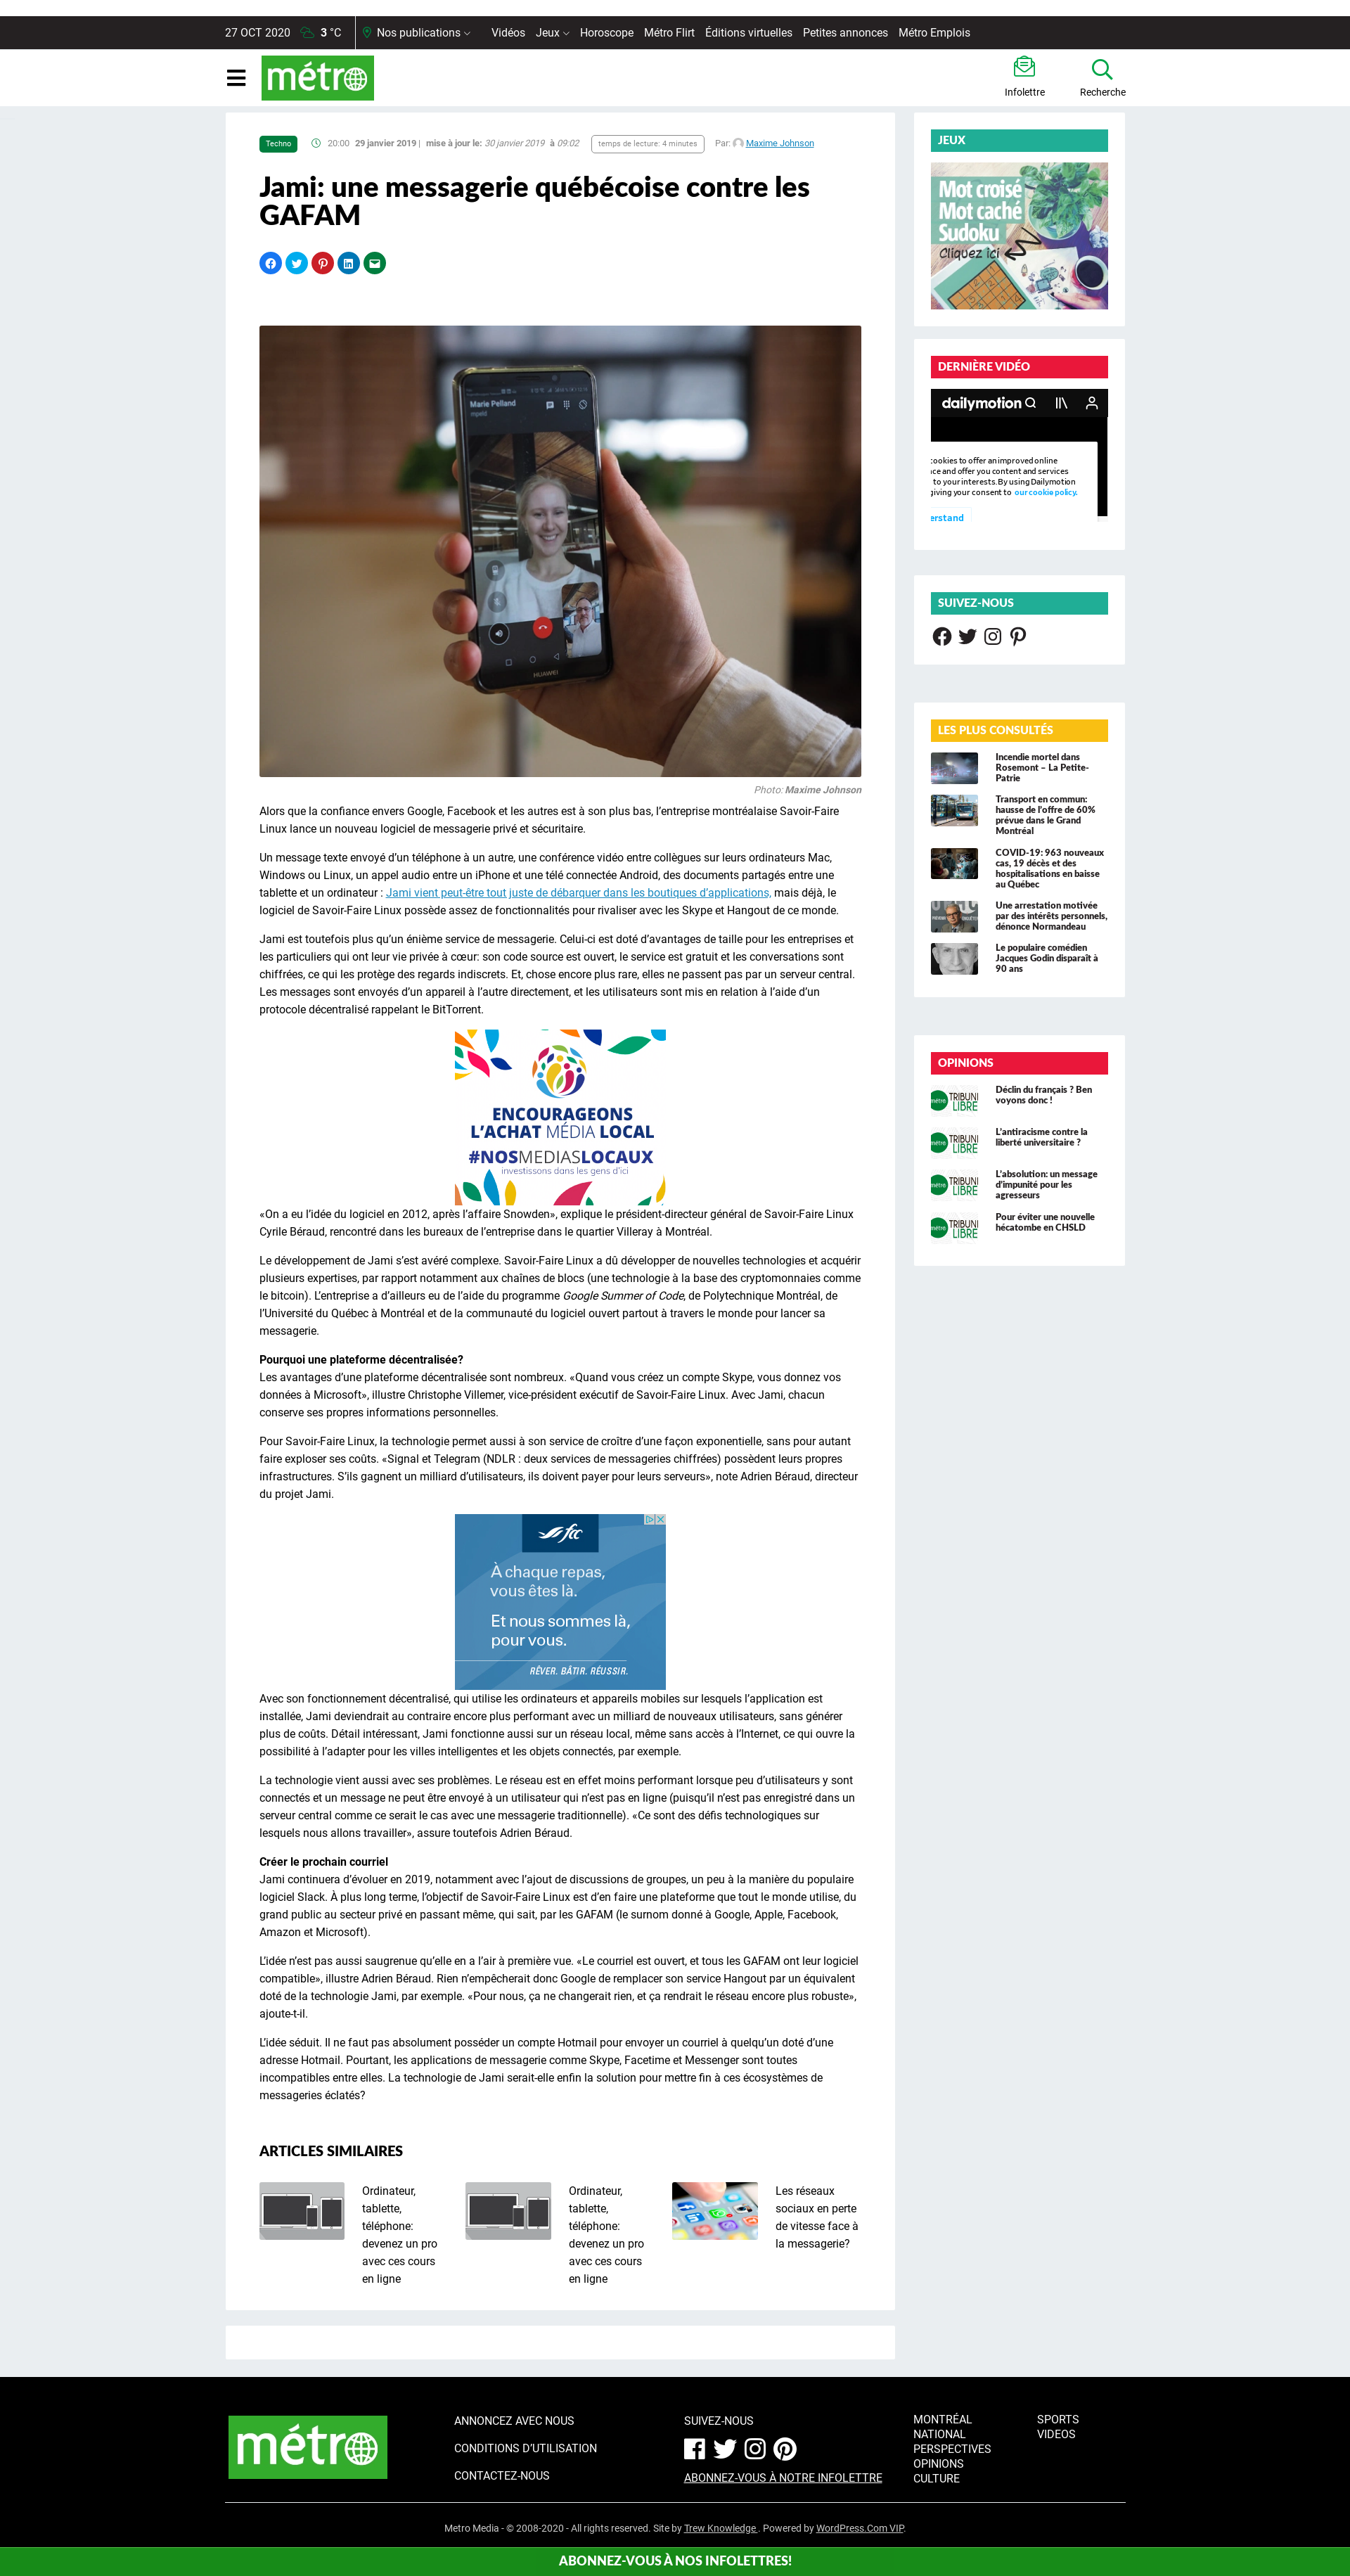 27 OCT 2020 3 °C Nos publications Vidéos Jeux Horoscope Métro Flirt Éditions virtuelles Petites annonces Métro Emplois
métro
Infolettre
Recherche
Techno 20:00 29 janvier 2019 | mise à jour le: 30 janvier 2019 à 09:02 temps de lecture: 4 minutes Par: Maxime Johnson
Jami: une messagerie québécoise contre les
GAFAM
Marie Pelland
HUAWEI
Photo: Maxime Johnson
Alors que la confiance envers Google, Facebook et les autres est à son plus bas, l’entreprise montréalaise Savoir-Faire
Linux lance un nouveau logiciel de messagerie privé et sécuritaire.
Un message texte envoyé d’un téléphone à un autre, une conférence vidéo entre collègues sur leurs ordinateurs Mac,
Windows ou Linux, un appel audio entre un iPhone et une télé connectée Android, des documents partagés entre une
tablette et un ordinateur : Jami vient peut-être tout juste de débarquer dans les boutiques d’applications, mais déjà, le
logiciel de Savoir-Faire Linux possède assez de fonctionnalités pour rivaliser avec les Skype et Hangout de ce monde.
Jami est toutefois plus qu’un énième service de messagerie. Celui-ci est doté d’avantages de taille pour les entreprises et
les particuliers qui ont leur vie privée à cœur: son code source est ouvert, le service est gratuit et les conversations sont
chiffrées, ce qui les protège des regards indiscrets. Et, chose encore plus rare, elles ne passent pas par un serveur central.
Les messages sont envoyés d’un appareil à l’autre directement, et les utilisateurs sont mis en relation à l’aide d’un
protocole décentralisé rappelant le BitTorrent.
ENCOURAGEONS
L’ACHAT MÉDIA LOCAL
#NOSMEDIASLOCAUX
investissons dans les gens d’ici
«On a eu l’idée du logiciel en 2012, après l’affaire Snowden», explique le président-directeur général de Savoir-Faire Linux
Cyrile Béraud, rencontré dans les bureaux de l’entreprise dans le quartier Villeray à Montréal.
Le développement de Jami s’est avéré complexe. Savoir-Faire Linux a dû développer de nouvelles technologies et acquérir
plusieurs expertises, par rapport notamment aux chaînes de blocs (une technologie à la base des cryptomonnaies comme
le bitcoin). L’entreprise a d’ailleurs eu de l’aide du programme Google Summer of Code, de Polytechnique Montréal, de
l’Université du Québec à Montréal et de la communauté du logiciel ouvert partout à travers le monde pour lancer sa
messagerie.
Pourquoi une plateforme décentralisée?
Les avantages d’une plateforme décentralisée sont nombreux. «Quand vous créez un compte Skype, vous donnez vos
données à Microsoft», illustre Christophe Villemer, vice-président exécutif de Savoir-Faire Linux. Avec Jami, chacun
conserve ses propres informations personnelles.
Pour Savoir-Faire Linux, la technologie permet aussi à son service de croître d’une façon exponentielle, sans pour autant
faire exploser ses coûts. «Signal et Telegram (NDLR : deux services de messageries chiffrées) possèdent leurs propres
infrastructures. S’ils gagnent un milliard d’utilisateurs, ils doivent payer pour leurs serveurs», note Adrien Béraud, directeur
du projet Jami.
fcc
À chaque repas,
vous êtes là.
Et nous sommes là,
pour vous.
RÊVER. BÂTIR. RÉUSSIR.
Avec son fonctionnement décentralisé, qui utilise les ordinateurs et appareils mobiles sur lesquels l’application est
installée, Jami deviendrait au contraire encore plus performant avec un milliard de nouveaux utilisateurs, sans générer
plus de coûts. Détail intéressant, Jami fonctionne aussi sur un réseau local, même sans accès à l’Internet, ce qui ouvre la
possibilité à l’adapter pour les villes intelligentes et les objets connectés, par exemple.
La technologie vient aussi avec ses problèmes. Le réseau est en effet moins performant lorsque peu d’utilisateurs y sont
connectés et un message ne peut être envoyé à un utilisateur qui n’est pas en ligne (puisqu’il n’est pas enregistré dans un
serveur central comme ce serait le cas avec une messagerie traditionnelle). «Ce sont des défis technologiques sur
lesquels nous allons travailler», assure toutefois Adrien Béraud.
Créer le prochain courriel
Jami continuera d’évoluer en 2019, notamment avec l’ajout de discussions de groupes, un peu à la manière du populaire
logiciel Slack. À plus long terme, l’objectif de Savoir-Faire Linux est d’en faire une plateforme que tout le monde utilise, du
grand public au secteur privé en passant même, qui sait, par les GAFAM (le surnom donné à Google, Apple, Facebook,
Amazon et Microsoft).
L’idée n’est pas aussi saugrenue qu’elle en a l’air à première vue. «Le courriel est ouvert, et tous les GAFAM ont leur logiciel
compatible», illustre Adrien Béraud. Rien n’empêcherait donc Google de remplacer son service Hangout par un équivalent
doté de la technologie Jami, par exemple. «Pour nous, ça ne changerait rien, et ça rendrait le réseau encore plus robuste»,
ajoute-t-il.
L’idée séduit. Il ne faut pas absolument posséder un compte Hotmail pour envoyer un courriel à quelqu’un doté d’une
adresse Hotmail. Pourtant, les applications de messagerie comme Skype, Facetime et Messenger sont toutes
incompatibles entre elles. La technologie de Jami serait-elle enfin la solution pour mettre fin à ces écosystèmes de
messageries éclatés?
ARTICLES SIMILAIRES
Ordinateur,
tablette,
téléphone:
devenez un pro
avec ces cours
en ligne
Ordinateur,
tablette,
téléphone:
devenez un pro
avec ces cours
en ligne
Les réseaux
sociaux en perte
de vitesse face à
la messagerie?
JEUX
Mot croisé
Mot caché
Sudoku
Cliquez ici
DERNIÈRE VIDÉO
dailymotion
cookies to offer an improved online
ce and offer you content and services
to your interests. By using Dailymotion
giving your consent to our cookie policy.
erstand
SUIVEZ-NOUS
LES PLUS CONSULTÉS
Incendie mortel dans
Rosemont – La Petite-
Patrie
Transport en commun:
hausse de l’offre de 60%
prévue dans le Grand
Montréal
COVID-19: 963 nouveaux
cas, 19 décès et des
hospitalisations en baisse
au Québec
Une arrestation motivée
par des intérêts personnels,
dénonce Normandeau
Le populaire comédien
Jacques Godin disparaît à
90 ans
OPINIONS
métro TRIBUNE LIBRE
Déclin du français ? Ben
voyons donc !
métro TRIBUNE LIBRE
L’antiracisme contre la
liberté universitaire ?
métro TRIBUNE LIBRE
L’absolution: un message
d’impunité pour les
agresseurs
métro TRIBUNE LIBRE
Pour éviter une nouvelle
hécatombe en CHSLD
métro
ANNONCEZ AVEC NOUS
CONDITIONS D’UTILISATION
CONTACTEZ-NOUS
SUIVEZ-NOUS
ABONNEZ-VOUS À NOTRE INFOLETTRE
MONTRÉAL
NATIONAL
PERSPECTIVES
OPINIONS
CULTURE
SPORTS
VIDEOS
Metro Media - © 2008-2020 - All rights reserved. Site by Trew Knowledge . Powered by WordPress.Com VIP.
ABONNEZ-VOUS À NOS INFOLETTRES!